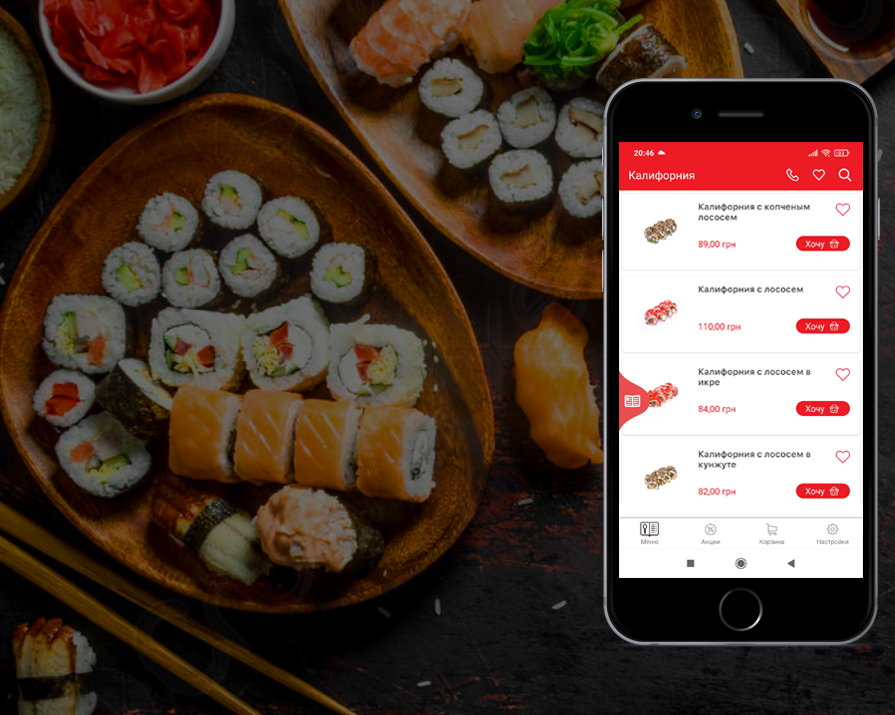 20:46
Калифорния
Калифорния с копченым
лососем
89,00 грн
Хочу
Калифорния с лососем
110,00 грн
Хочу
Калифорния с лососем в
икре
84,00 грн
Хочу
Калифорния с лососем в
кунжуте
82,00 грн
Хочу
Меню Акции Корзина Настройки